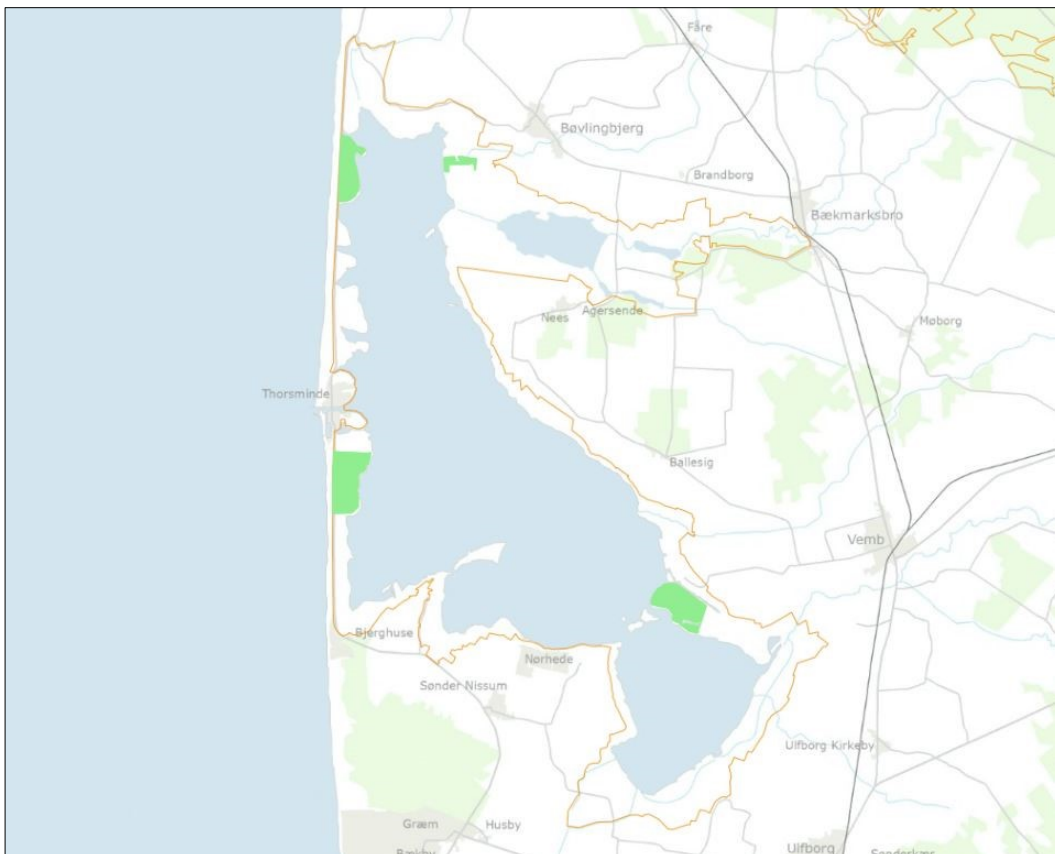 Fåre
Bøvlingbjerg
Brandborg
Bækmarksbro
Nees
Agersende
Møborg
Thorsminde
Ballesig
Vemb
Bjerghuse
Nørhede
Sønder Nissum
Ulfborg Kirkeby
Græm
Husby
Ulfborg